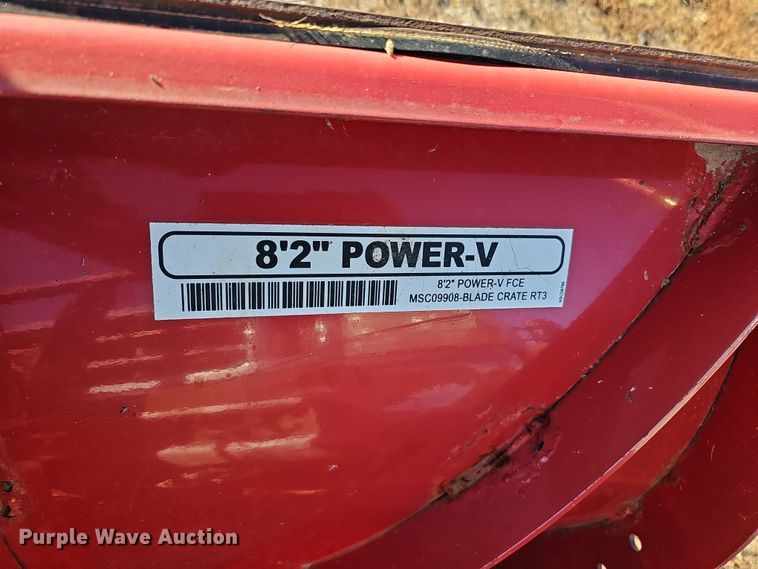 8'2" POWER-V
8'2" POWER-V FCE
MSC09908-BLADE CRATE RT3
Purple Wave Auction